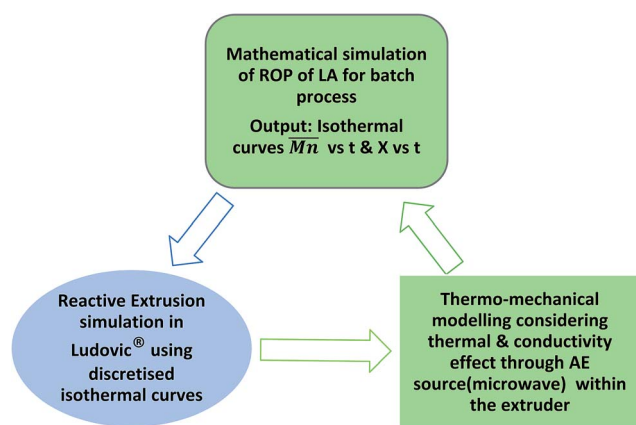 Mathematical simulation
of ROP of LA for batch
process
Output: Isothermal
curves M̅n̅ vs t & X vs t
Reactive Extrusion
simulation in
Ludovic® using
discretised
isothermal curves
Thermo-mechanical
modelling considering
thermal & conductivity
effect through AE
source(microwave) within
the extruder